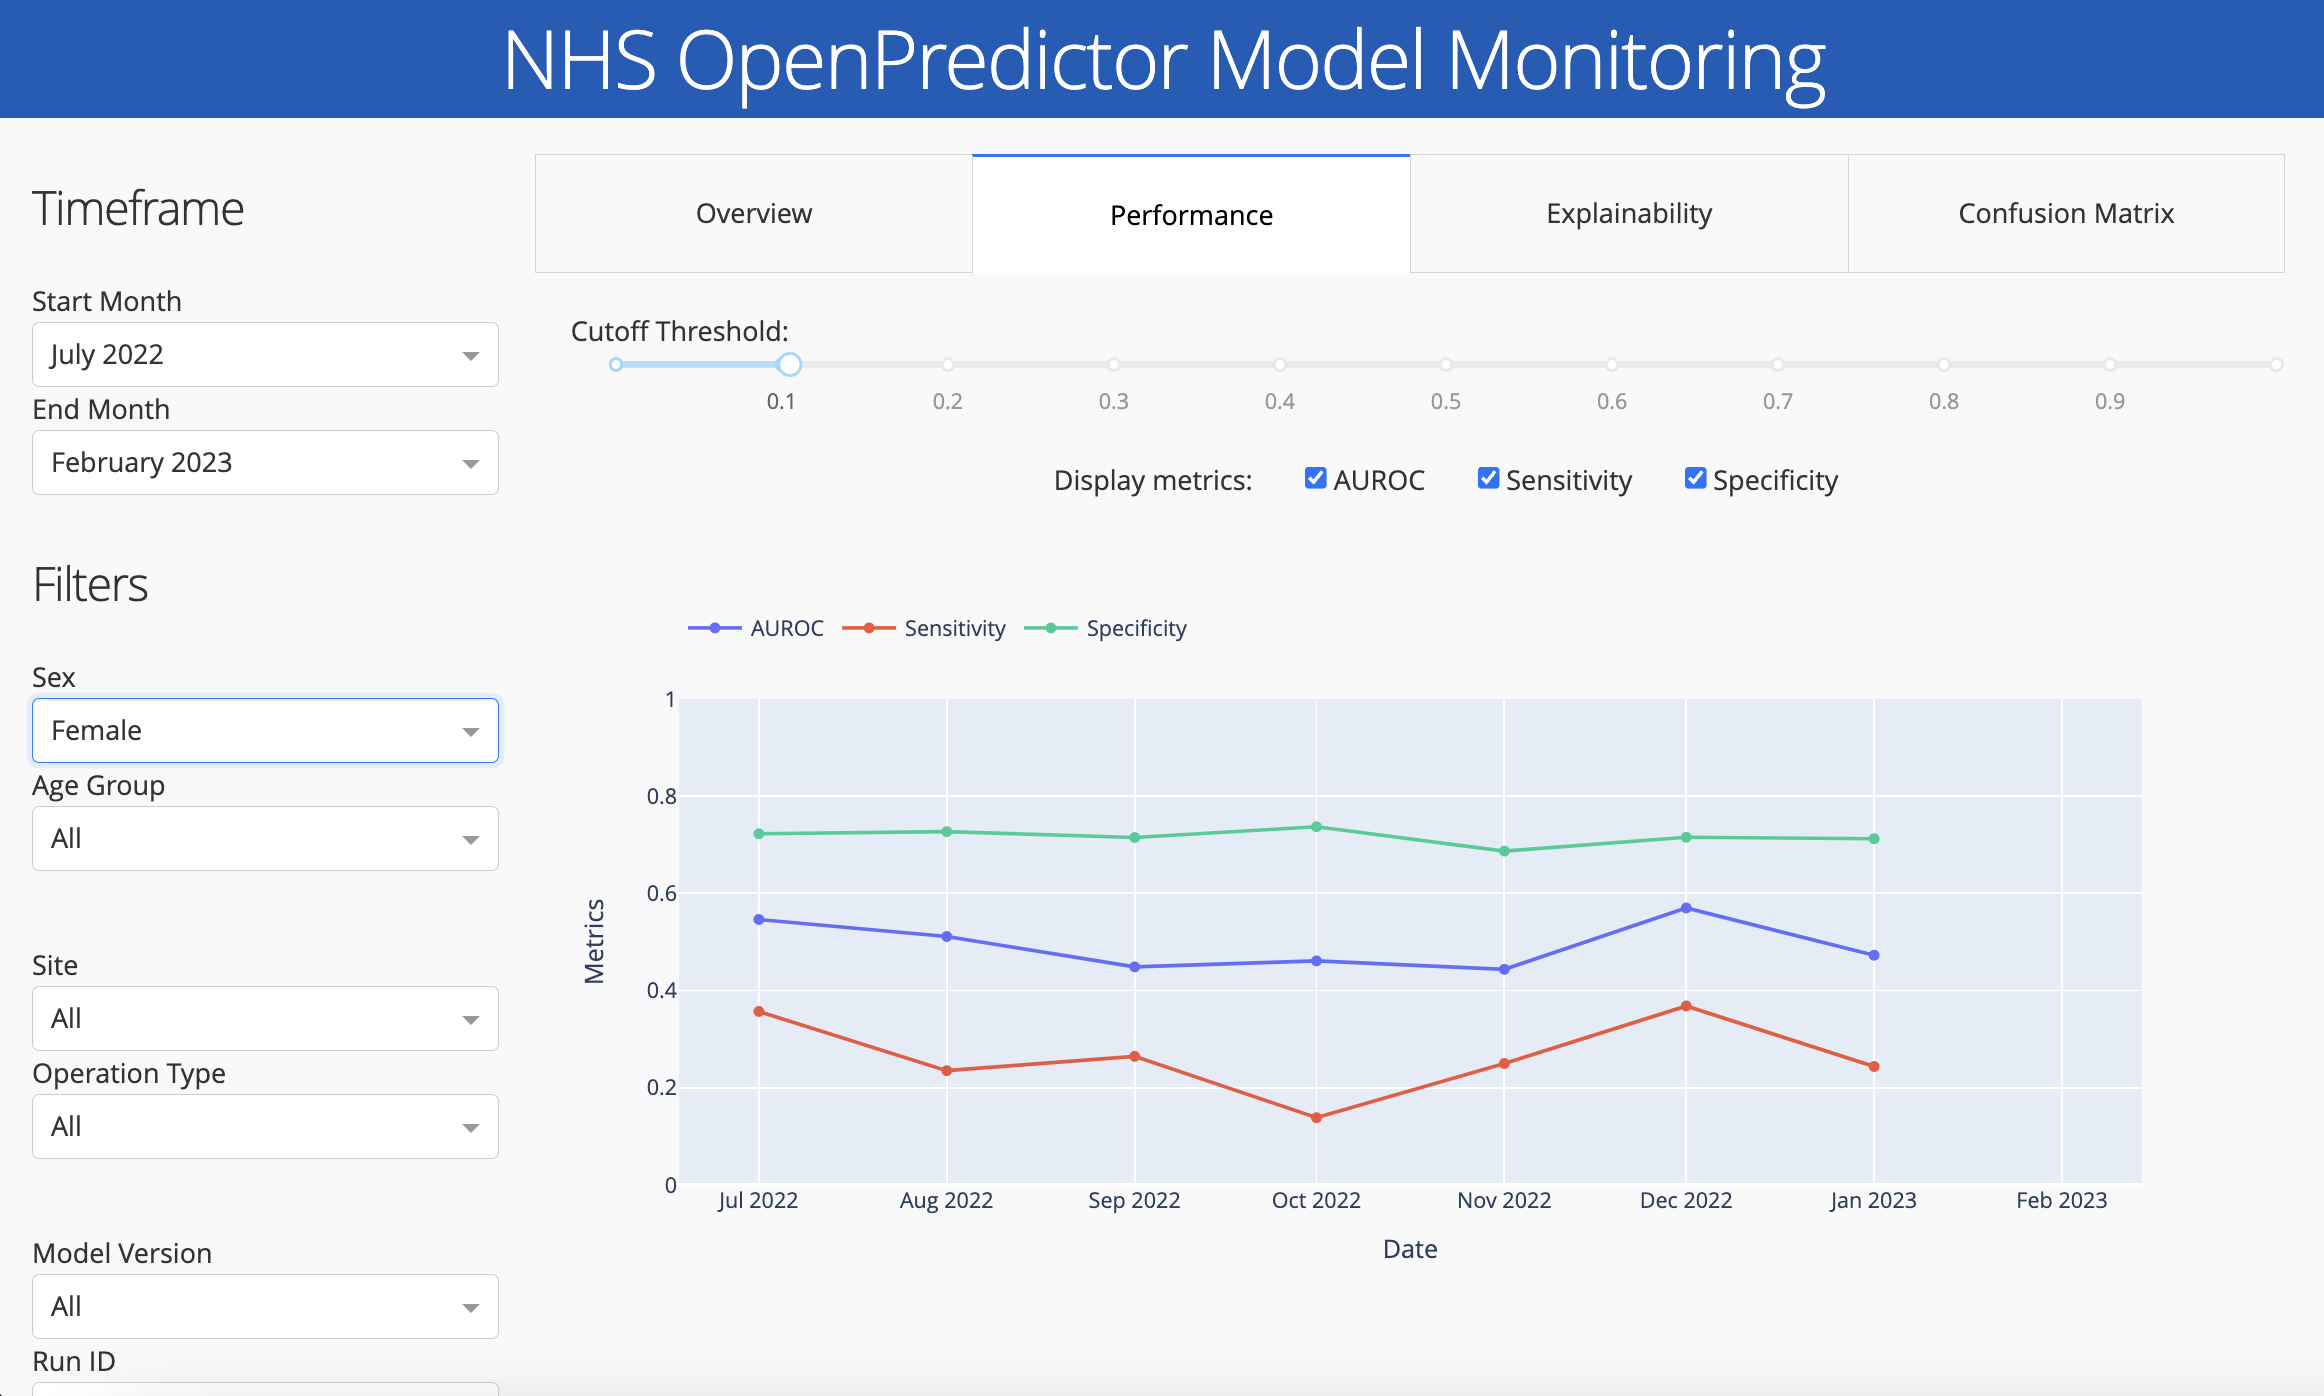 NHS OpenPredictor Model Monitoring
Timeframe
Start Month
July 2022
End Month
February 2023
Filters
Sex
Female
Age Group
All
Site
All
Operation Type
All
Model Version
All
Run ID
Overview
Performance
Explainability
Confusion Matrix
Cutoff Threshold:
0.1 0.2 0.3 0.4 0.5 0.6 0.7 0.8 0.9
Display metrics: AUROC Sensitivity Specificity
AUROC Sensitivity Specificity
Metrics
1
0.8
0.6
0.4
0.2
0
Jul 2022 Aug 2022 Sep 2022 Oct 2022 Nov 2022 Dec 2022 Jan 2023 Feb 2023
Date